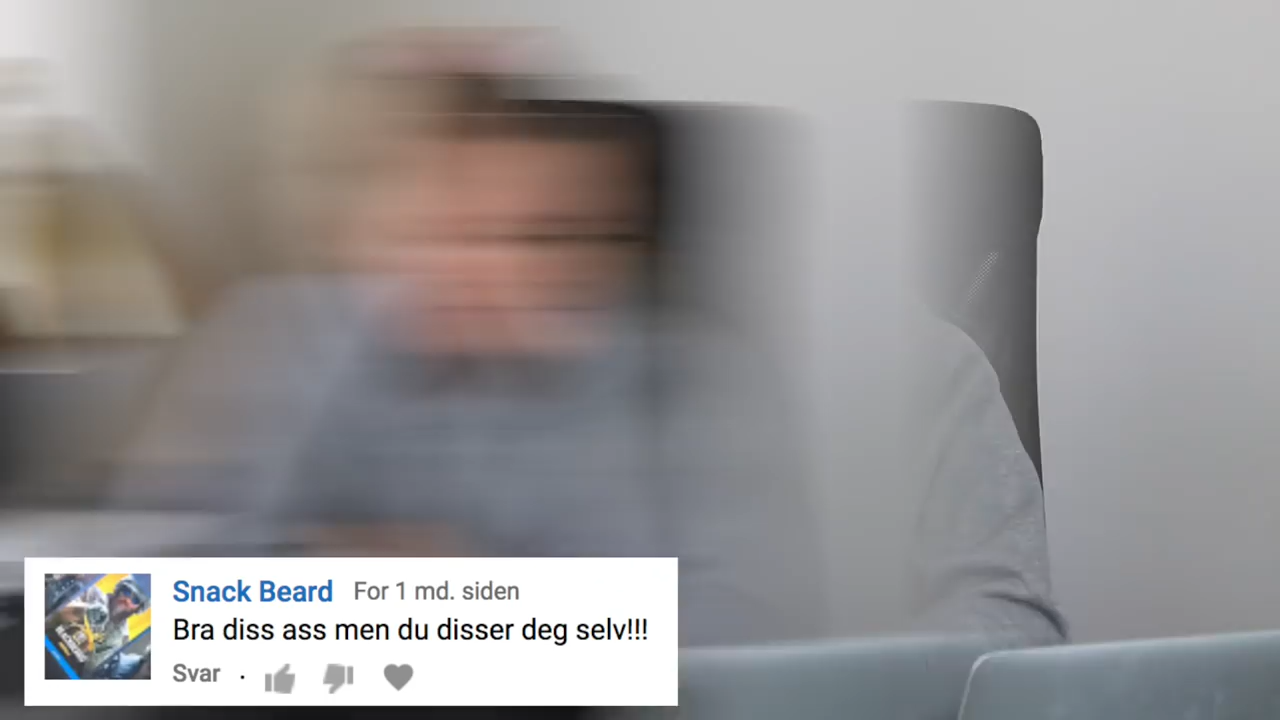 Snack Beard For 1 md. siden
Bra diss ass men du disser deg selv!!!
Svar ·